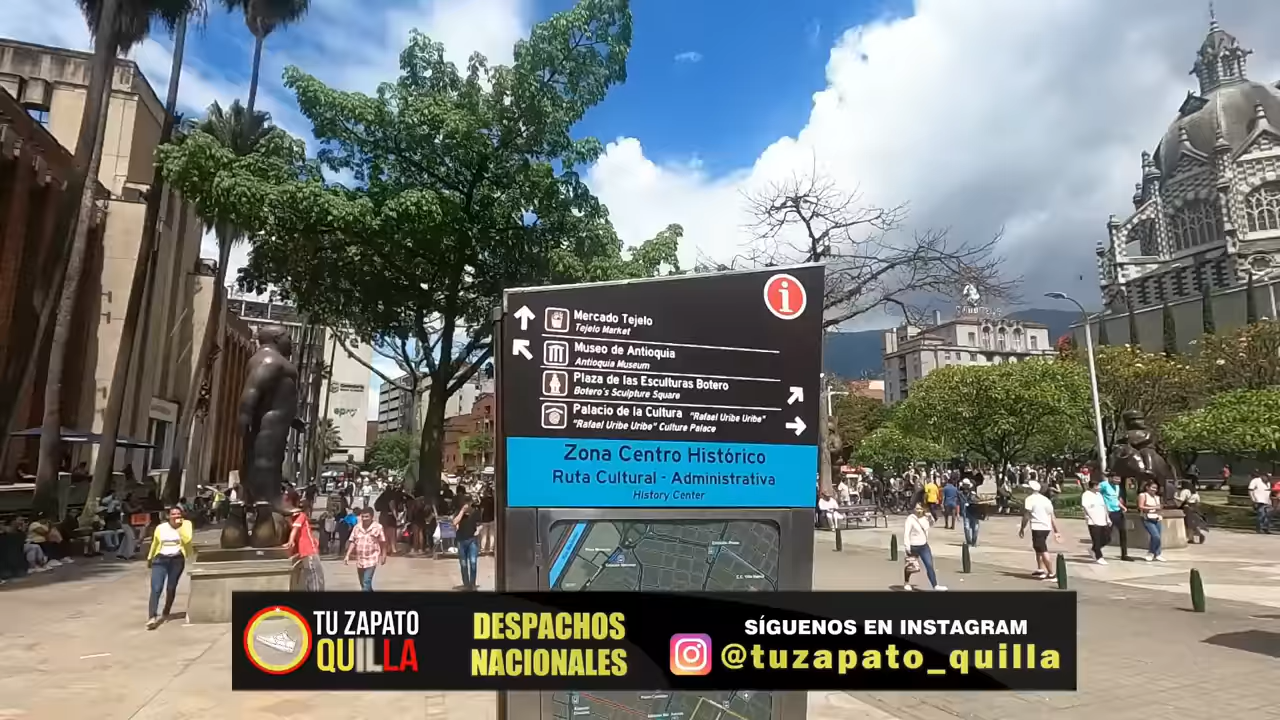 Mercado Tejelo
Tejelo Market
Museo de Antioquia
Antioquia Museum
Plaza de las Esculturas Botero
Botero's Sculpture Square
Palacio de la Cultura "Rafael Uribe Uribe"
"Rafael Uribe Uribe" Culture Palace
i
Zona Centro Histórico
Ruta Cultural - Administrativa
History Center
TU ZAPATO
QUILLA
DESPACHOS
NACIONALES
SÍGUENOS EN INSTAGRAM
@tuzapato_quilla